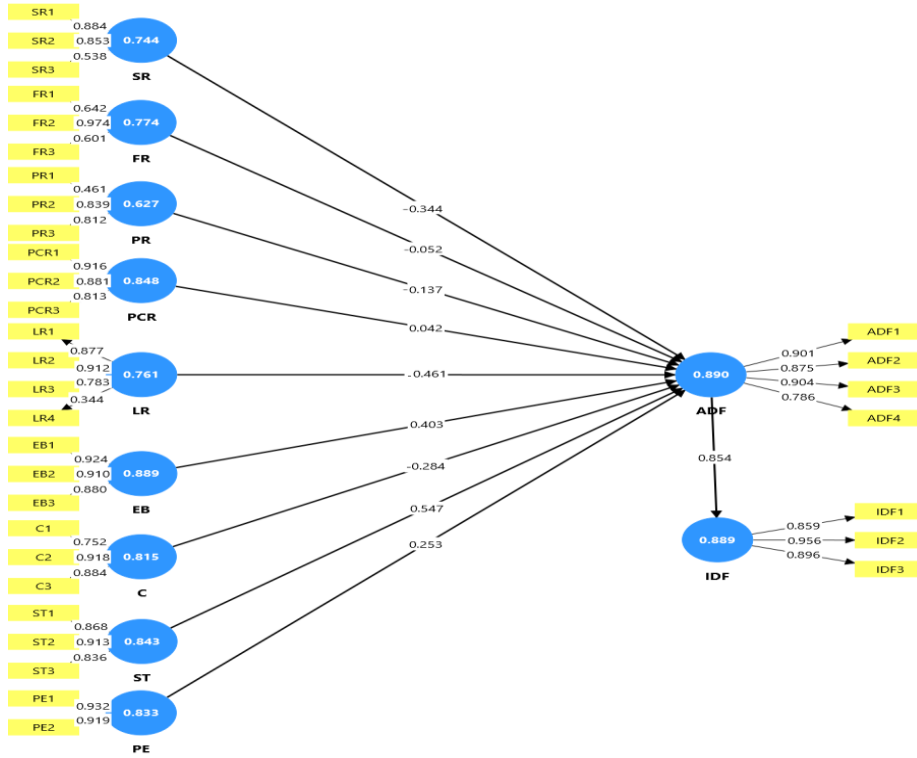 SR1
SR2
SR3
0.884
0.853
0.538
0.744
SR
FR1
FR2
FR3
0.642
0.974
0.601
0.774
FR
PR1
PR2
PR3
0.461
0.839
0.812
0.627
PR
PCR1
PCR2
PCR3
0.916
0.881
0.813
0.848
PCR
LR1
LR2
LR3
LR4
0.877
0.912
0.783
0.344
0.761
LR
EB1
EB2
EB3
0.924
0.910
0.880
0.889
EB
C1
C2
C3
0.752
0.918
0.884
0.815
C
ST1
ST2
ST3
0.868
0.913
0.836
0.843
ST
PE1
PE2
0.932
0.919
0.833
PE
-0.344
-0.052
-0.137
0.042
-0.461
0.403
-0.284
0.547
0.253
0.890
ADF
0.901
0.875
0.904
0.786
ADF1
ADF2
ADF3
ADF4
0.854
0.889
IDF
0.859
0.956
0.896
IDF1
IDF2
IDF3